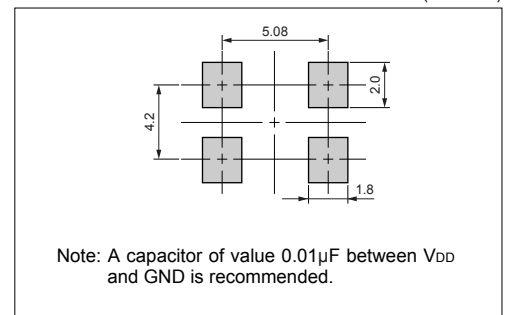 5.08
2.0
4.2
1.8
Note: A capacitor of value 0.01µF between VDD
and GND is recommended.